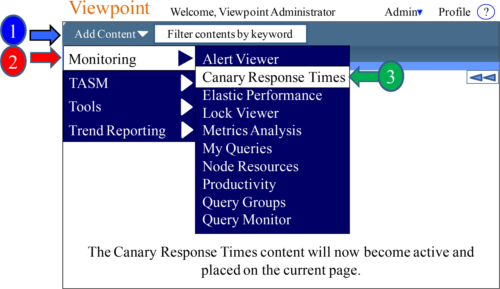 Viewpoint Welcome, Viewpoint Administrator Admin Profile ?
1 Add Content Filter contents by keyword
2 Monitoring
TASM
Tools
Trend Reporting
Alert Viewer
Canary Response Times 3
Elastic Performance
Lock Viewer
Metrics Analysis
My Queries
Node Resources
Productivity
Query Groups
Query Monitor
The Canary Response Times content will now become active and
placed on the current page.